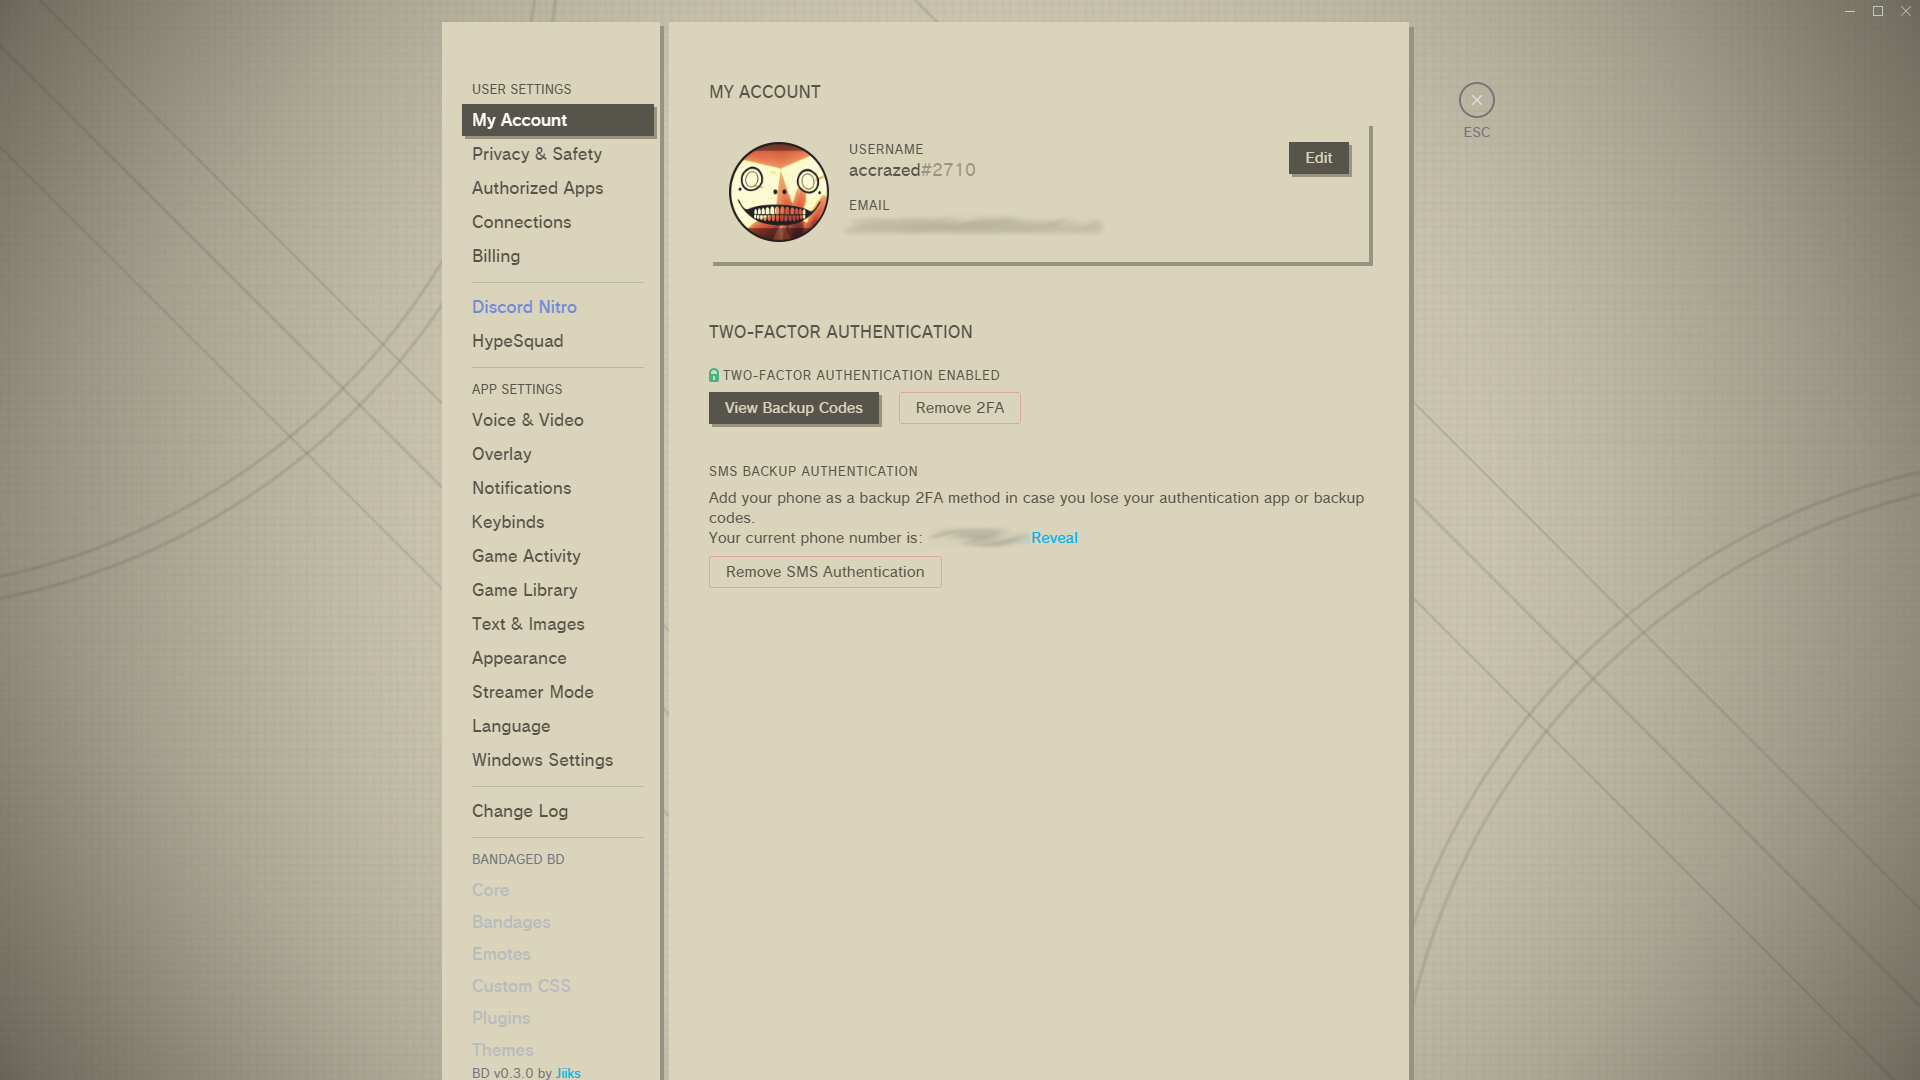 USER SETTINGS
My Account
Privacy & Safety
Authorized Apps
Connections
Billing
Discord Nitro
HypeSquad
APP SETTINGS
Voice & Video
Overlay
Notifications
Keybinds
Game Activity
Game Library
Text & Images
Appearance
Streamer Mode
Language
Windows Settings
Change Log
BANDAGED BD
Core
Bandages
Emotes
Custom CSS
Plugins
Themes
BD v0.3.0 by Jiiks
MY ACCOUNT
USERNAME
accrazed#2710
Edit
EMAIL
TWO-FACTOR AUTHENTICATION
TWO-FACTOR AUTHENTICATION ENABLED
View Backup Codes
Remove 2FA
SMS BACKUP AUTHENTICATION
Add your phone as a backup 2FA method in case you lose your authentication app or backup
codes.
Your current phone number is: Reveal
Remove SMS Authentication
ESC